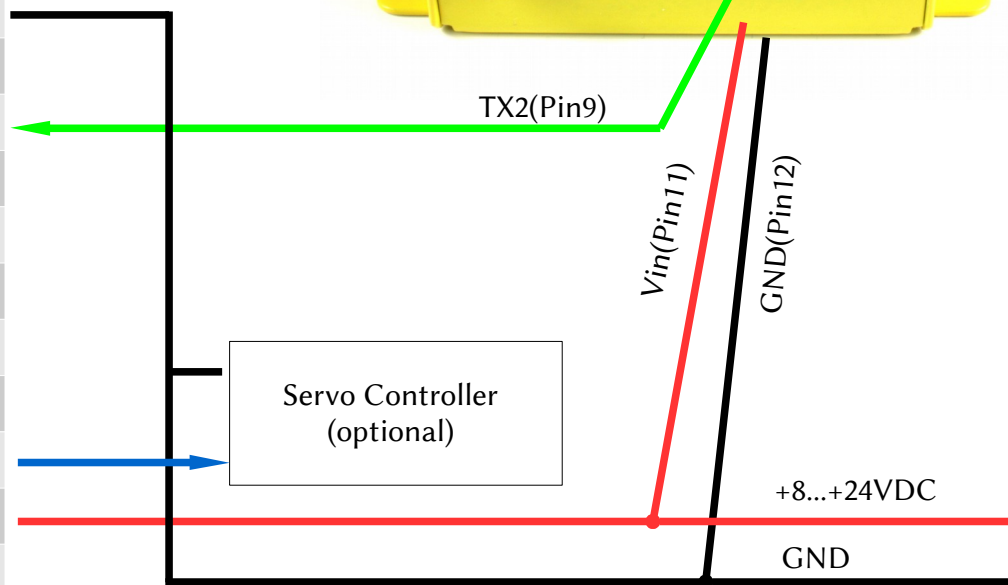 TX2(Pin9)
Vin(Pin11)
GND(Pin12)
Servo Controller
(optional)
+8...+24VDC
GND